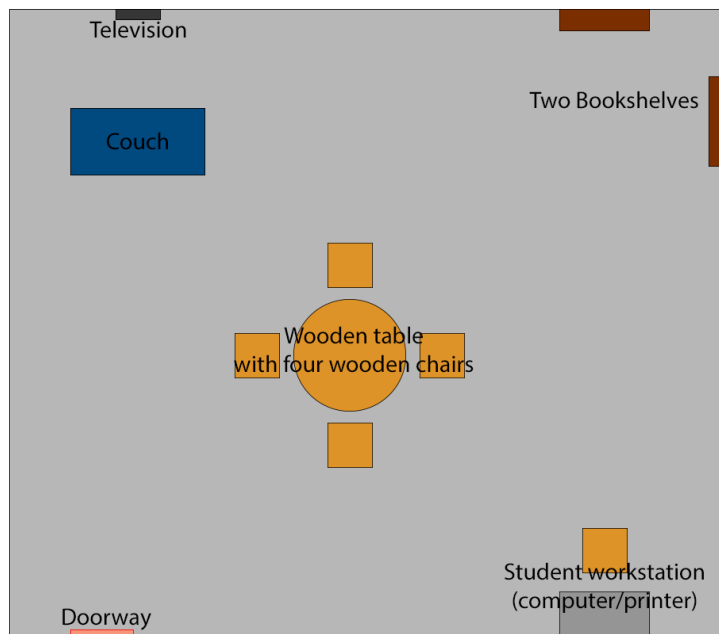 Television
Two Bookshelves
Couch
Wooden table
with four wooden chairs
Student workstation
(computer/printer)
Doorway